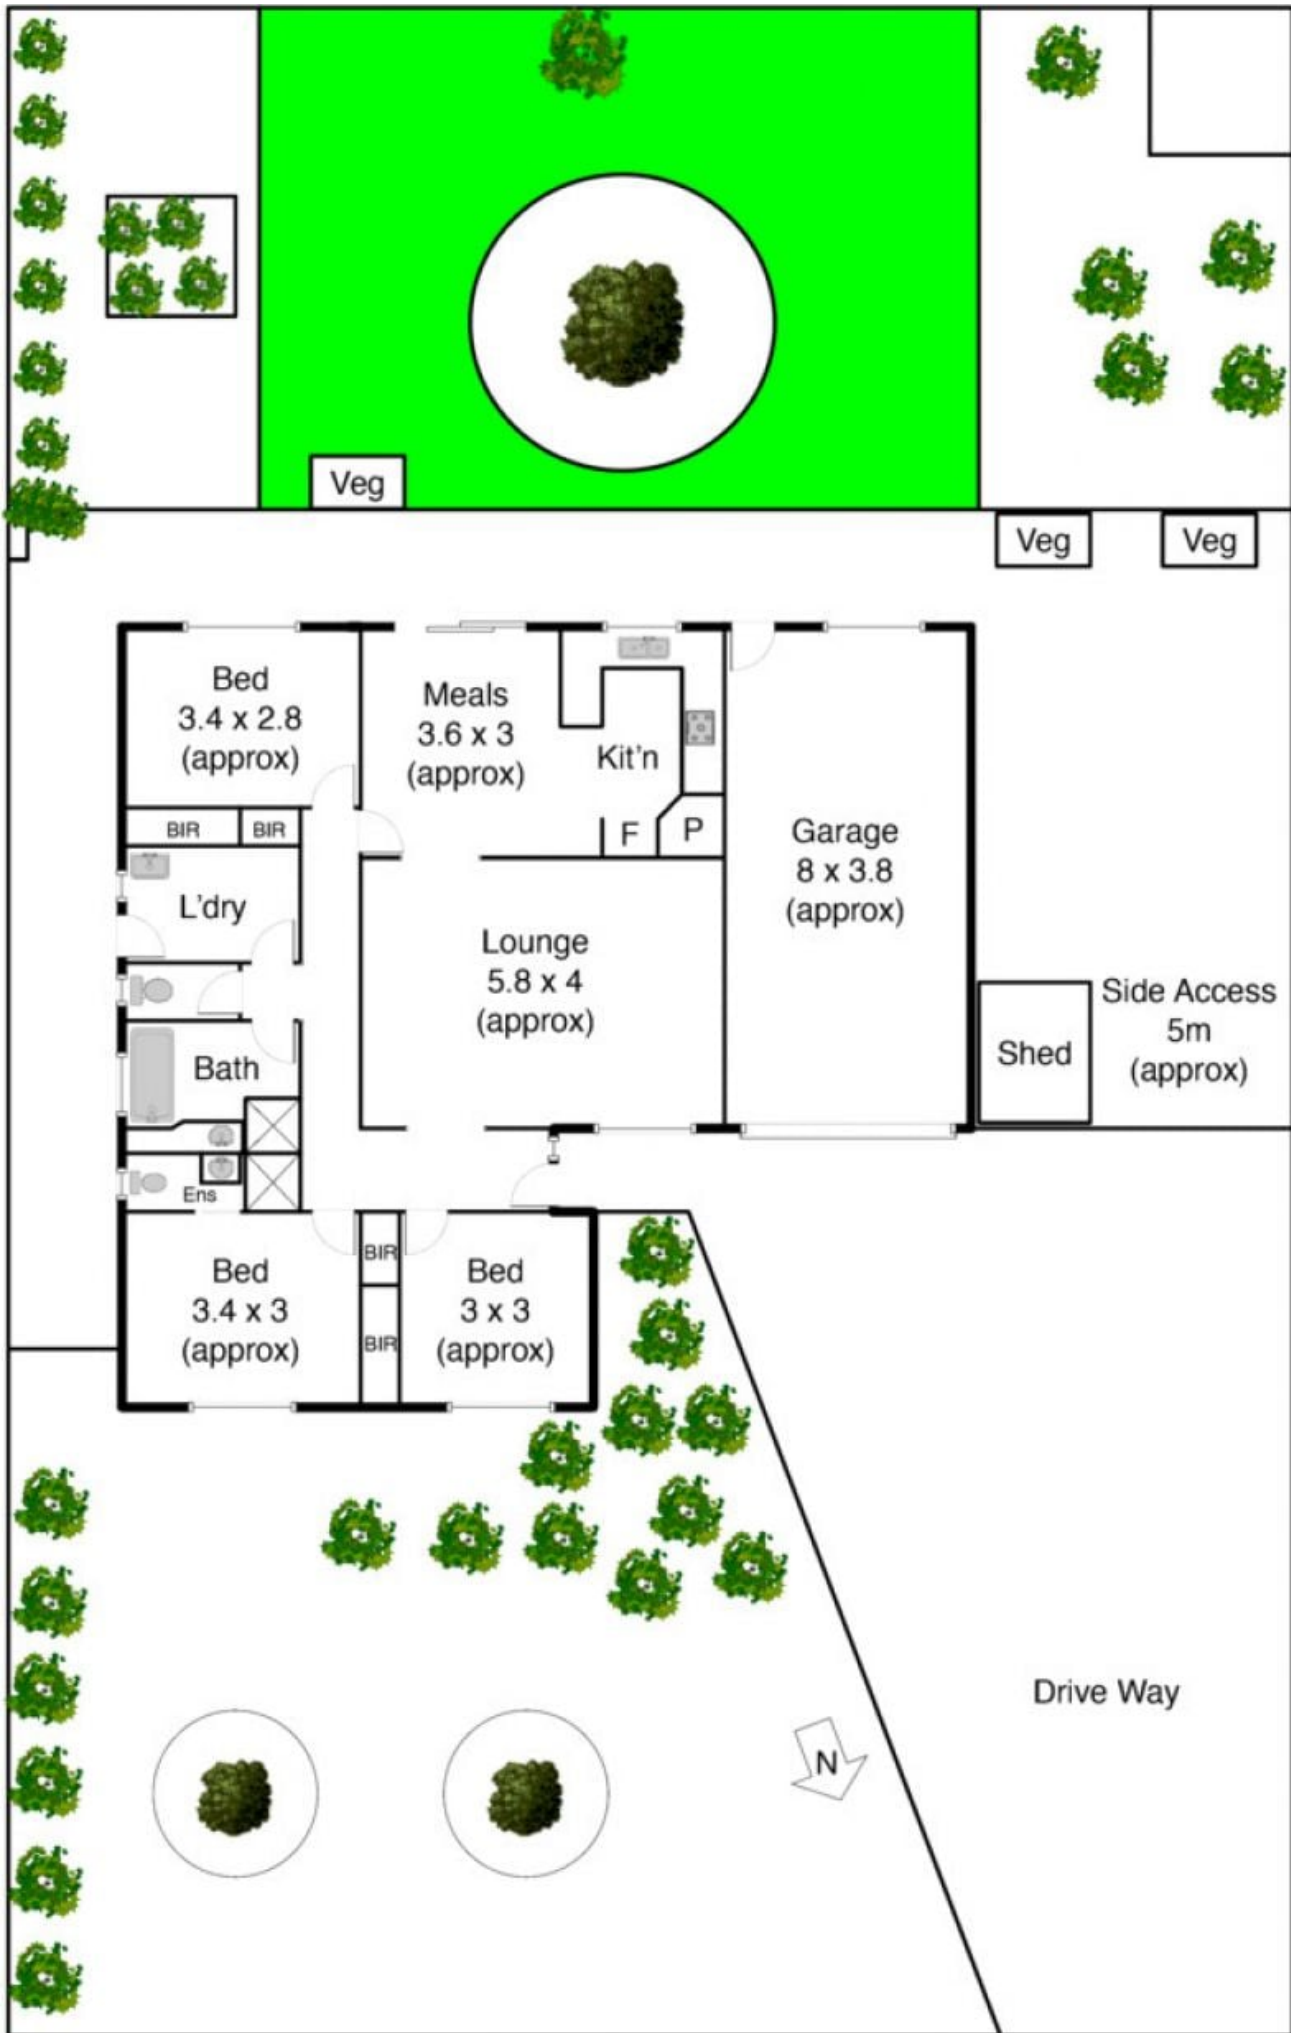 Veg
Veg
Veg
Bed
3.4 x 2.8
(approx)
Meals
3.6 x 3
(approx)
Kit'n
BIR
BIR
F
P
Garage
8 x 3.8
(approx)
L'dry
Lounge
5.8 x 4
(approx)
Side Access
5m
(approx)
Shed
Bath
Ens
Bed
3.4 x 3
(approx)
BIR
BIR
Bed
3 x 3
(approx)
Drive Way
N